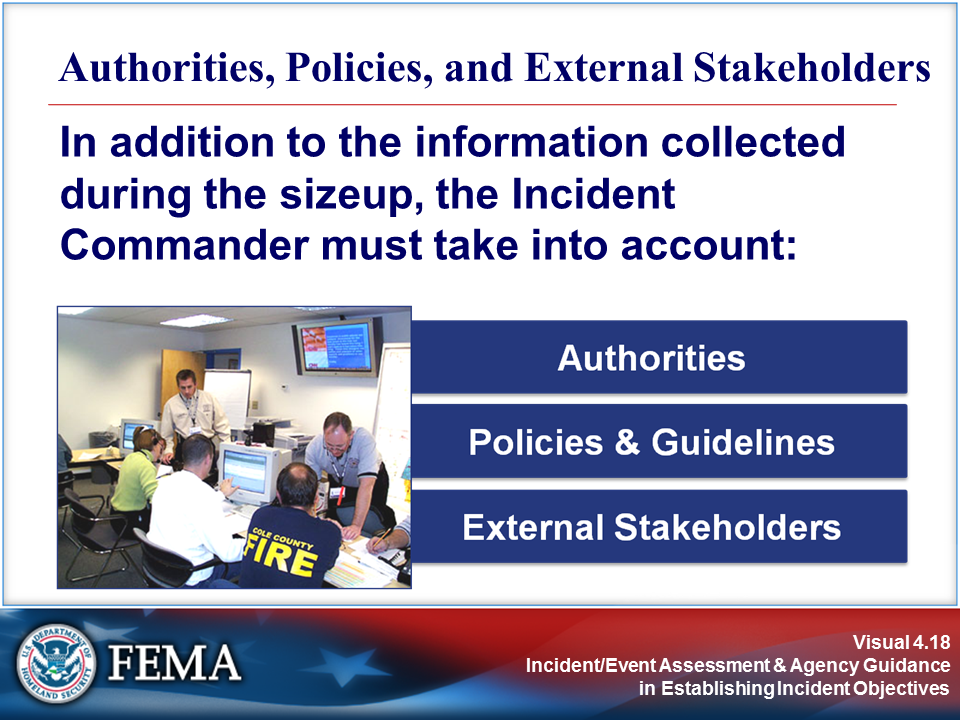 Authorities, Policies, and External Stakeholders
In addition to the information collected
during the sizeup, the Incident
Commander must take into account:
Authorities
Policies & Guidelines
External Stakeholders
COLE COUNTY
FIRE
U.S. DEPARTMENT OF
HOMELAND SECURITY
FEMA
Visual 4.18
Incident/Event Assessment & Agency Guidance
in Establishing Incident Objectives